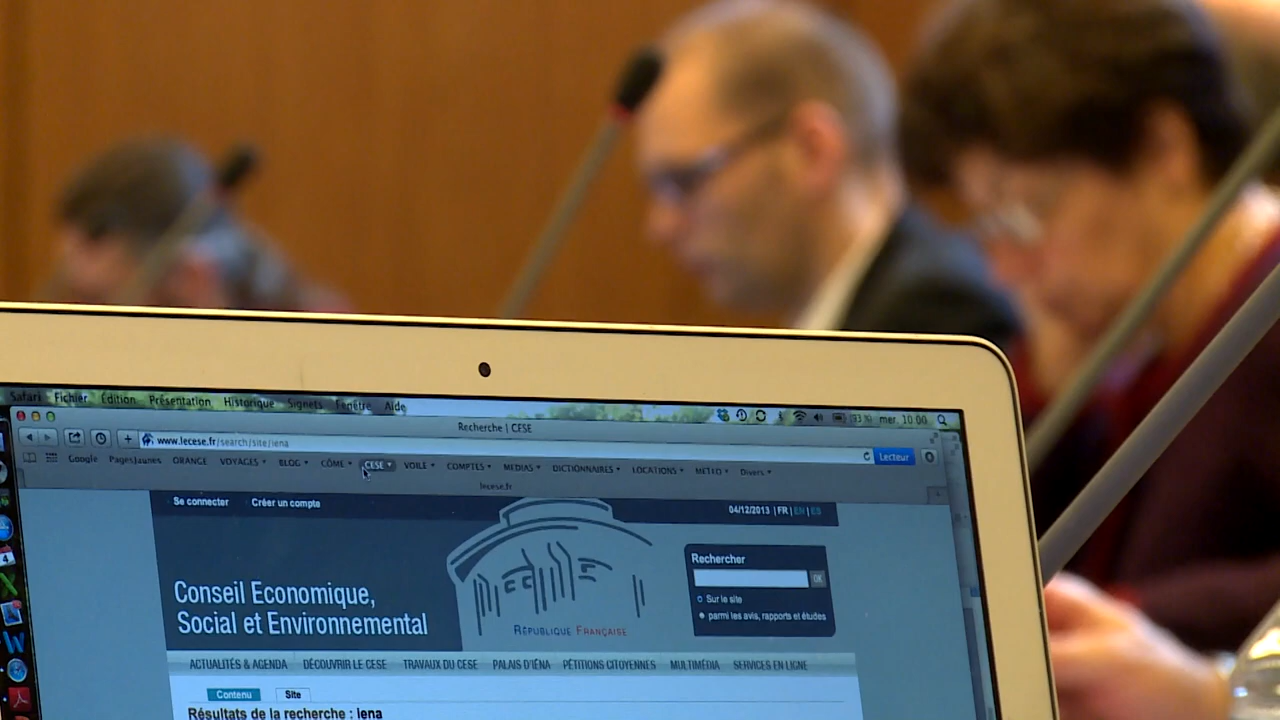 Safari Fichier Édition Présentation Historique Signets Fenêtre Aide mer. 10:00
Recherche | CESE
www.lecese.fr/search/site/iena Lecteur
Google PagesJaunes ORANGE VOYAGES BLOG CÔME CESE VOILE COMPTES MEDIAS DICTIONNAIRES LOCATIONS METEO Divers
lecese.fr
Se connecter Créer un compte 04/12/2013 | FR | EN | ES
Rechercher
OK
Sur le site
parmi les avis, rapports et études
Conseil Economique,
Social et Environnemental
RÉPUBLIQUE FRANÇAISE
ACTUALITÉS & AGENDA DÉCOUVRIR LE CESE TRAVAUX DU CESE PALAIS D'IÉNA PÉTITIONS CITOYENNES MULTIMÉDIA SERVICES EN LIGNE
Contenu Site
Résultats de la recherche : iena